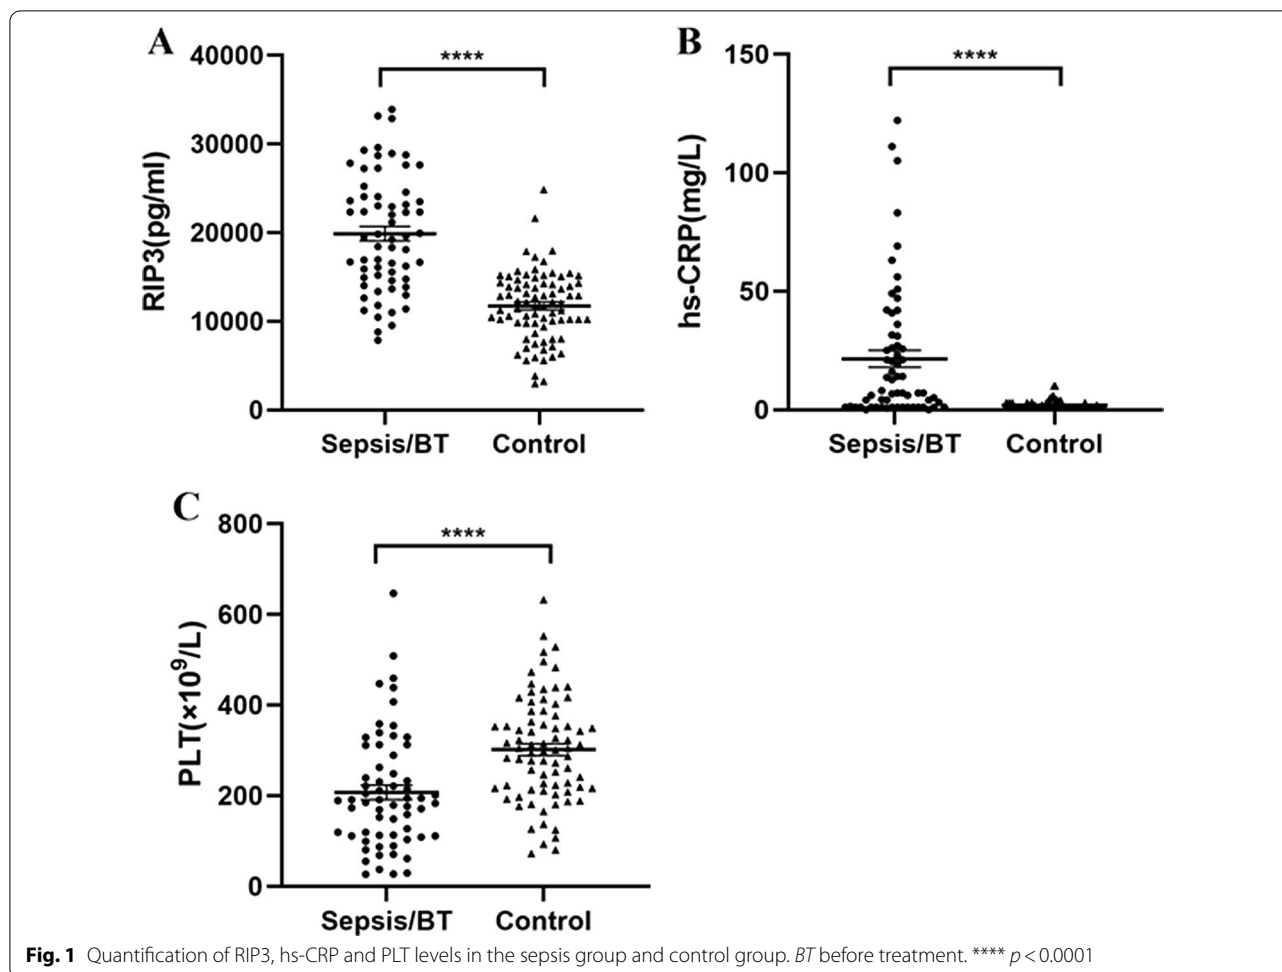 A
40000
30000
20000
10000
0
RIP3(pg/ml)
****
Sepsis/BT Control
B
150
100
50
0
hs-CRP(mg/L)
****
Sepsis/BT Control
C
800
600
400
200
0
PLT(×10⁹/L)
****
Sepsis/BT Control
Fig. 1 Quantification of RIP3, hs-CRP and PLT levels in the sepsis group and control group. BT before treatment. **** p < 0.0001